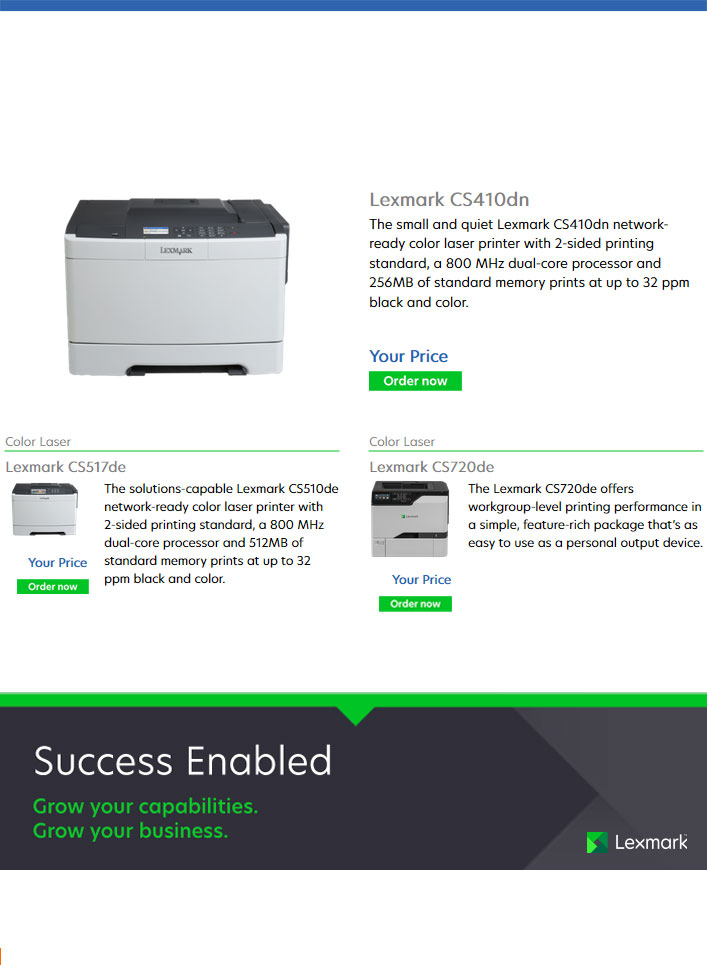 LEXMARK
Lexmark CS410dn
The small and quiet Lexmark CS410dn network-
ready color laser printer with 2-sided printing
standard, a 800 MHz dual-core processor and
256MB of standard memory prints at up to 32 ppm
black and color.
Your Price
Order now
Color Laser
Lexmark CS517de
The solutions-capable Lexmark CS510de
network-ready color laser printer with
2-sided printing standard, a 800 MHz
dual-core processor and 512MB of
standard memory prints at up to 32
ppm black and color.
Your Price
Order now
Color Laser
Lexmark CS720de
The Lexmark CS720de offers
workgroup-level printing performance in
a simple, feature-rich package that's as
easy to use as a personal output device.
Your Price
Order now
Success Enabled
Grow your capabilities.
Grow your business.
Lexmark